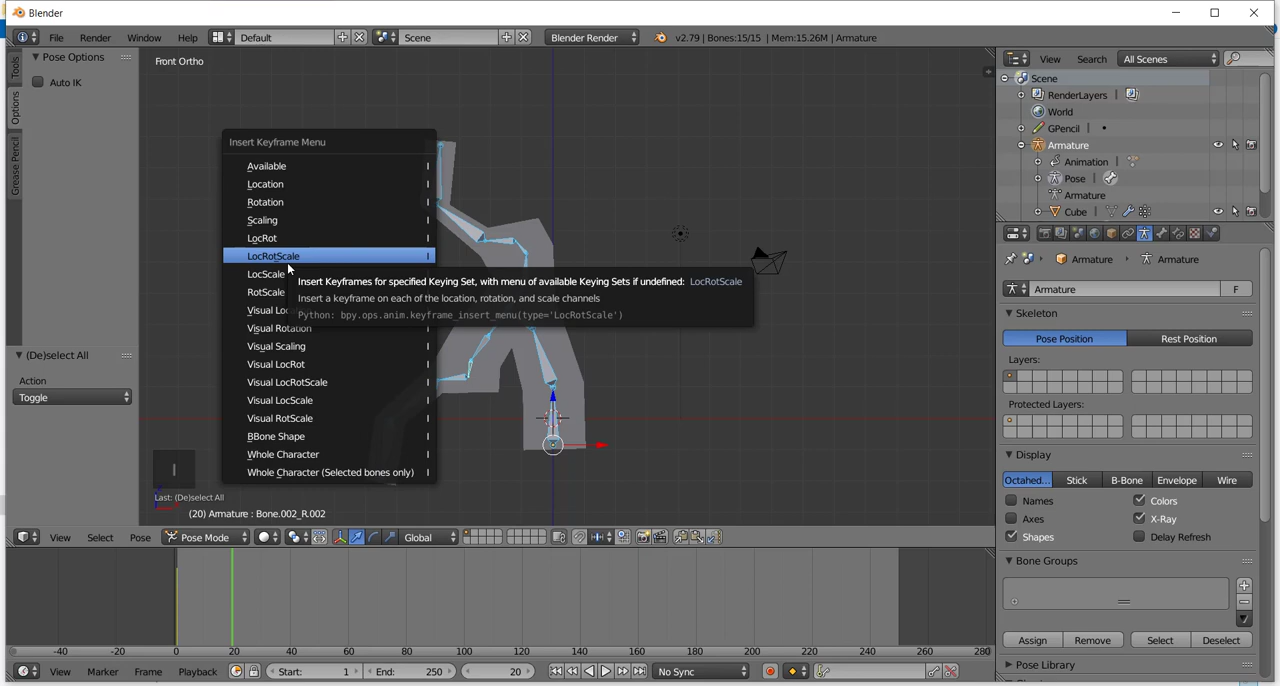 Blender
File Render Window Help Default Scene Blender Render v2.79 | Bones:15/15 | Mem:15.26M | Armature
Tools
Options
Grease Pencil
Pose Options
Auto IK
Front Ortho
Insert Keyframe Menu
Available I
Location I
Rotation I
Scaling I
LocRot I
LocRotScale I
LocScale
RotScale
Visual Loc
Visual Rotation
Visual Scaling I
Visual LocRot I
Visual LocRotScale I
Visual LocScale I
Visual RotScale I
BBone Shape I
Whole Character I
Whole Character (Selected bones only) I
Insert Keyframes for specified Keying Set, with menu of available Keying Sets if undefined: LocRotScale
Insert a keyframe on each of the location, rotation, and scale channels
Python: bpy.ops.anim.keyframe_insert_menu(type='LocRotScale')
(De)select All
Action
Toggle
I
Last: (De)select All
(20) Armature : Bone.002_R.002
View Select Pose Pose Mode Global
-40 -20 0 20 40 60 80 100 120 140 160 180 200 220 240 260 280
View Marker Frame Playback Start: 1 End: 250 20 No Sync
View Search All Scenes
Scene
RenderLayers
World
GPencil
Armature
Animation
Pose
Armature
Cube
Armature Armature
Armature F
Skeleton
Pose Position Rest Position
Layers:
Protected Layers:
Display
Octahed... Stick B-Bone Envelope Wire
Names Colors
Axes X-Ray
Shapes Delay Refresh
Bone Groups
Assign Remove Select Deselect
Pose Library